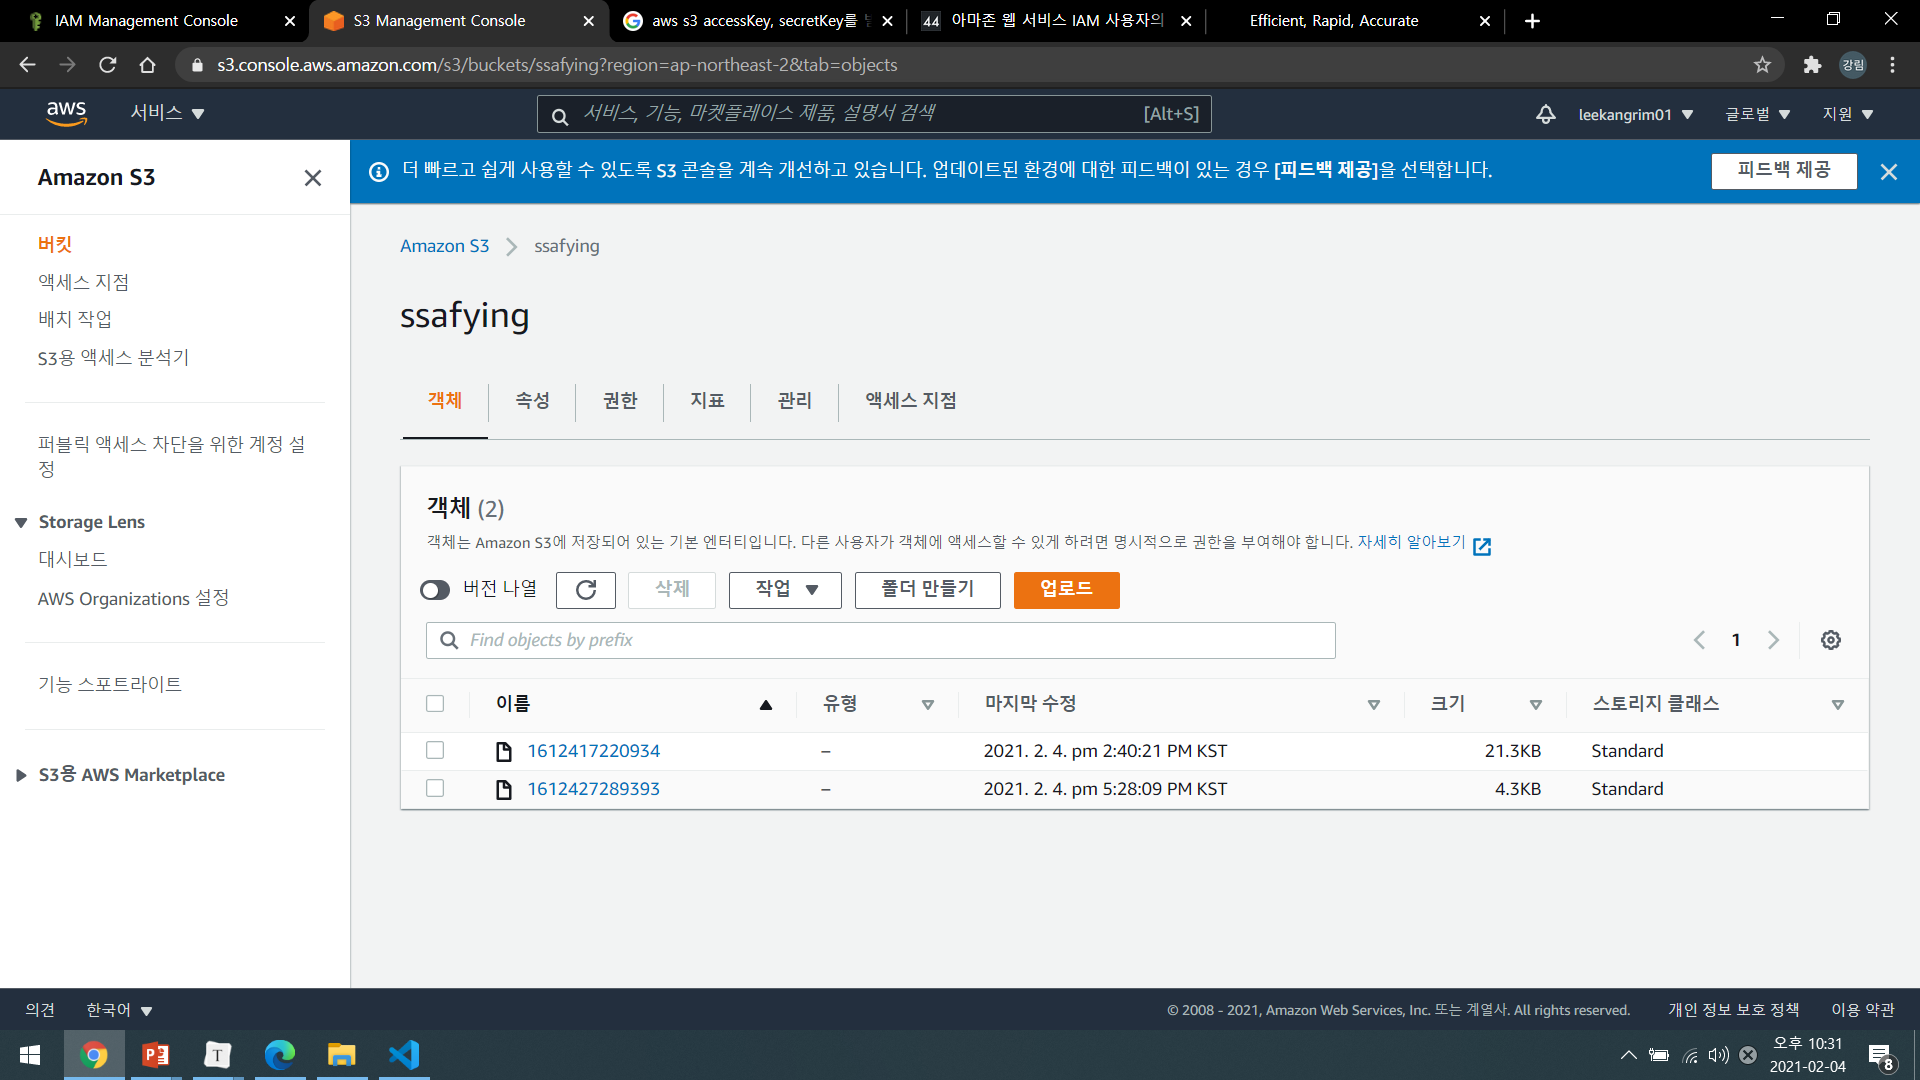 IAM Management Console
S3 Management Console
aws s3 accessKey, secretKey를
아마존 웹 서비스 IAM 사용자의
Efficient, Rapid, Accurate
s3.console.aws.amazon.com/s3/buckets/ssafying?region=ap-northeast-2&tab=objects
강림
aws
서비스
서비스, 기능, 마켓플레이스 제품, 설명서 검색
[Alt+S]
leekangrim01
글로벌
지원
Amazon S3
더 빠르고 쉽게 사용할 수 있도록 S3 콘솔을 계속 개선하고 있습니다. 업데이트된 환경에 대한 피드백이 있는 경우 [피드백 제공]을 선택합니다.
피드백 제공
버킷
액세스 지점
배치 작업
S3용 액세스 분석기
퍼블릭 액세스 차단을 위한 계정 설
정
Storage Lens
대시보드
AWS Organizations 설정
기능 스포트라이트
S3용 AWS Marketplace
Amazon S3
ssafying
ssafying
객체
속성
권한
지표
관리
액세스 지점
객체 (2)
객체는 Amazon S3에 저장되어 있는 기본 엔터티입니다. 다른 사용자가 객체에 액세스할 수 있게 하려면 명시적으로 권한을 부여해야 합니다. 자세히 알아보기
버전 나열
삭제
작업
폴더 만들기
업로드
Find objects by prefix
1
이름
유형
마지막 수정
크기
스토리지 클래스
1612417220934 – 2021. 2. 4. pm 2:40:21 PM KST 21.3KB Standard
1612427289393 – 2021. 2. 4. pm 5:28:09 PM KST 4.3KB Standard
의견
한국어
© 2008 - 2021, Amazon Web Services, Inc. 또는 계열사. All rights reserved.
개인 정보 보호 정책
이용 약관
오후 10:31
2021-02-04
8